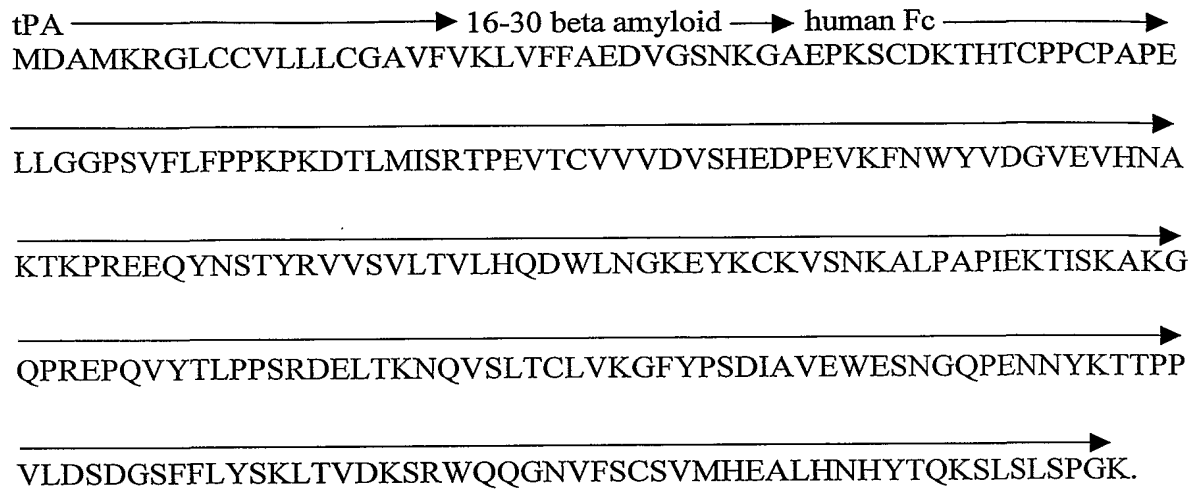 tPA 16-30 beta amyloid human Fc
MDAMKRGLCCVLLLCGAVFVKLVFFAEDVGSNKGAEPKSCDKTHTCPPCPAPE
LLGGPSVFLFPPKPKDTLMISRTPEVTCVVVDVSHEDPEVKFNWYVDGVEVHNA
KTKPREEQYNSTYRVVSVLTVLHQDWLNGKEYKCKVSNKALPAPIEKTISKAKG
QPREPQVYTLPPSRDELTKNQVSLTCLVKGFYPSDIAVEWESNGQPENNYKTTPP
VLDSDGSFFLYSKLTVDKSRWQQGNVFSCSVMHEALHNHYTQKSLSLSPGK.